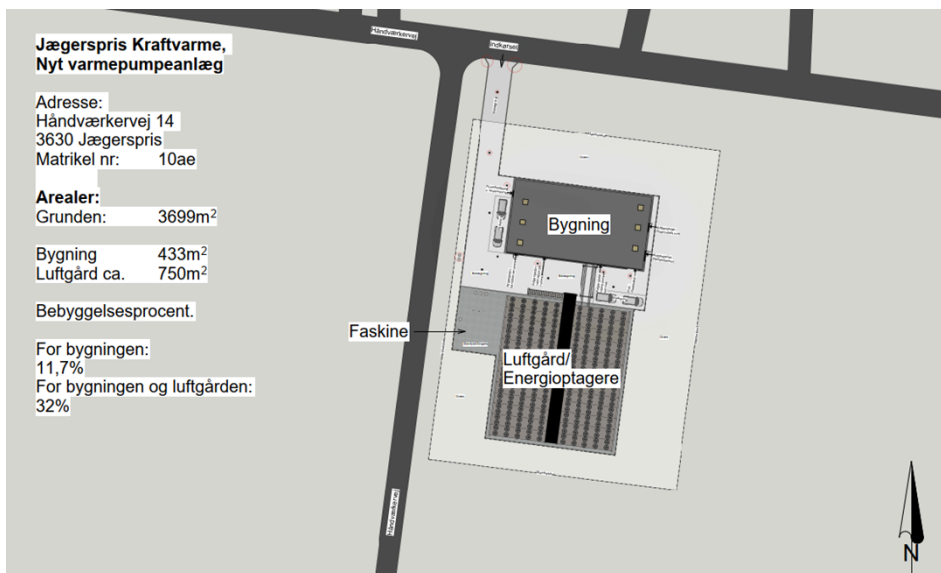 Jægerspris Kraftvarme,
Nyt varmepumpeanlæg
Adresse:
Håndværkervej 14
3630 Jægerspris
Matrikel nr: 10ae
Arealer:
Grunden: 3699m²
Bygning 433m²
Luftgård ca. 750m²
Bebyggelsesprocent.
For bygningen:
11,7%
For bygningen og luftgården:
32%
Håndværkervej
Indkørsel
Bygning
Faskine
Luftgård/
Energioptagere
Håndværkervej
N